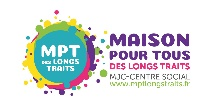 MPT
DES LONGS
TRAITS
MAISON
POUR TOUS
DES LONGS TRAITS
MJC-CENTRE SOCIAL
www.mptlongstraits.fr